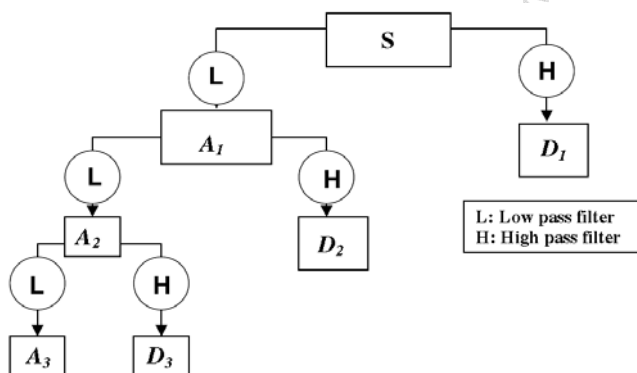 S
L
H
A1
D1
L
H
L: Low pass filter
H: High pass filter
A2
D2
L
H
A3
D3